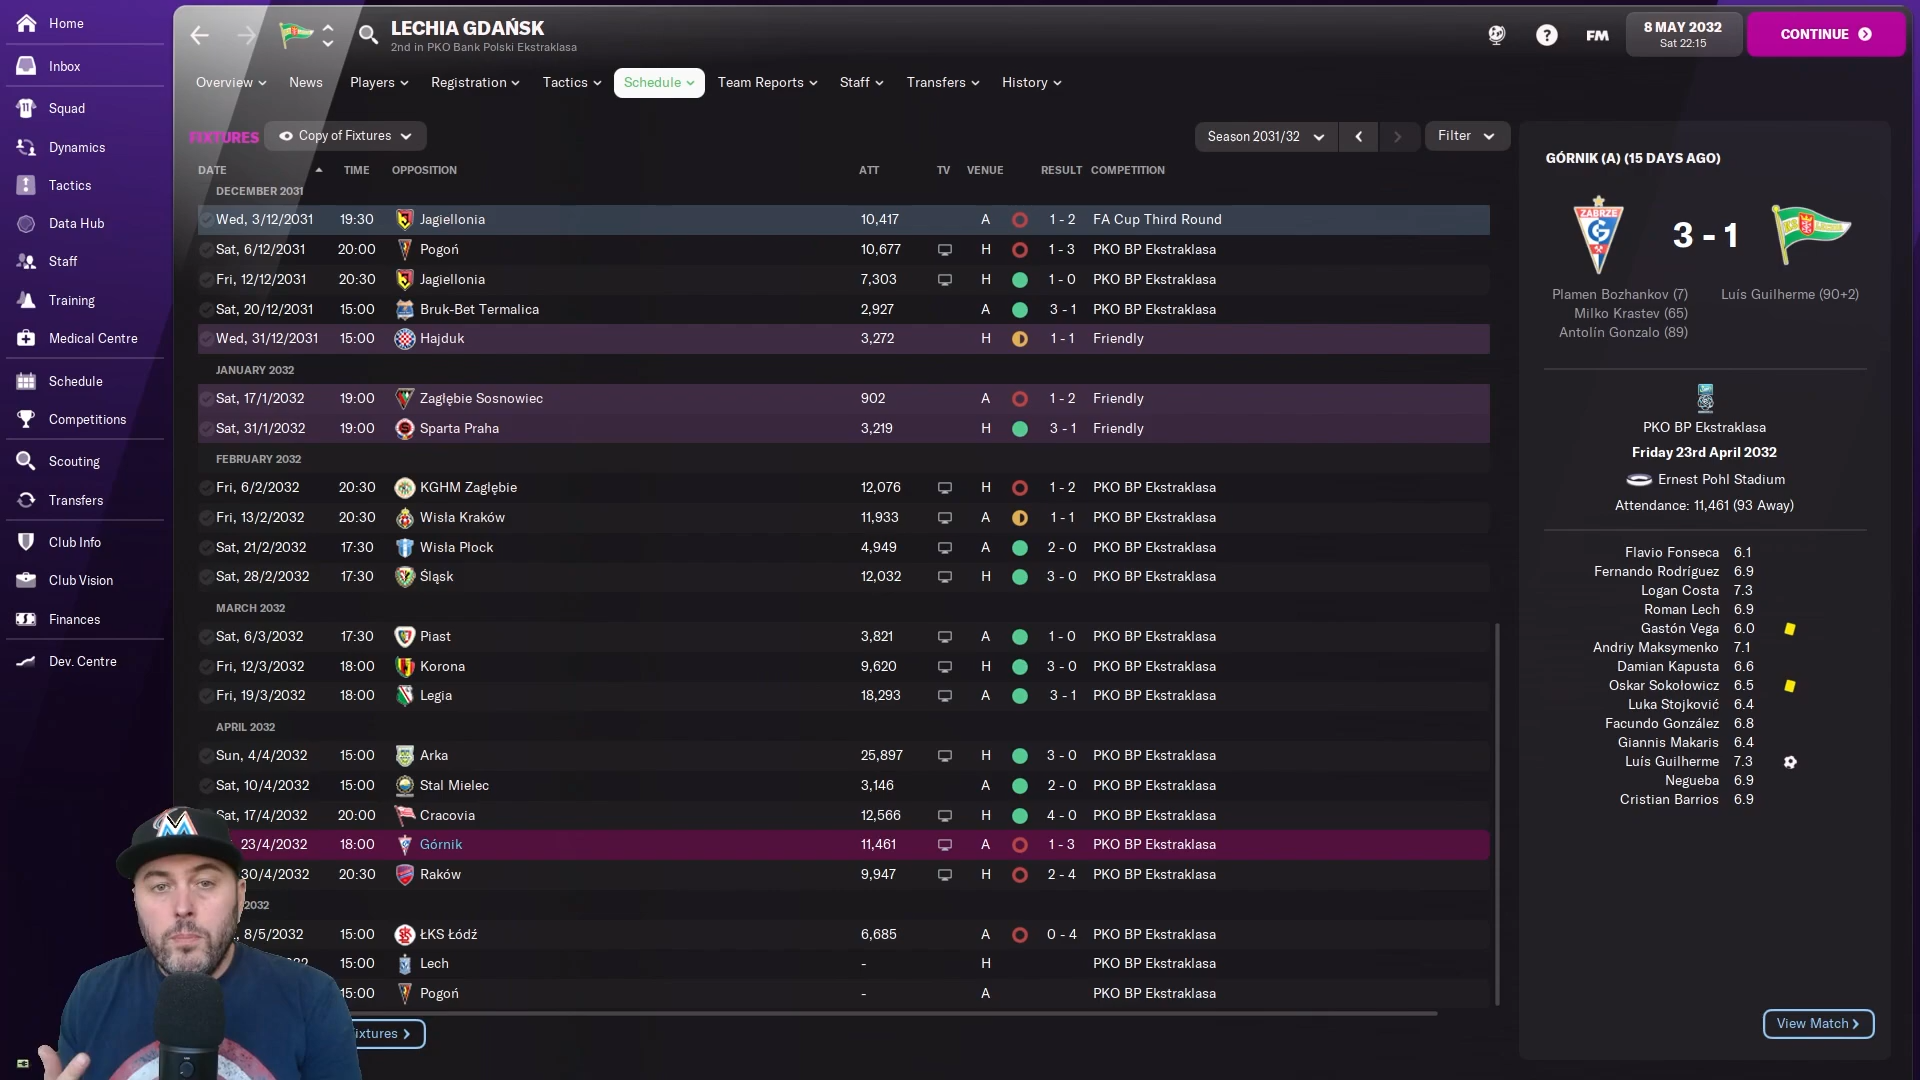 Home
Inbox
Squad
Dynamics
Tactics
Data Hub
Staff
Training
Medical Centre
Schedule
Competitions
Scouting
Transfers
Club Info
Club Vision
Finances
Dev. Centre
LECHIA GDAŃSK
2nd in PKO Bank Polski Ekstraklasa
FM
8 MAY 2032
Sat 22:15
CONTINUE
Overview News Players Registration Tactics Schedule Team Reports Staff Transfers History
FIXTURES Copy of Fixtures Season 2031/32 Filter
DATE TIME OPPOSITION ATT TV VENUE RESULT COMPETITION
DECEMBER 2031
Wed, 3/12/2031 19:30 Jagiellonia 10,417 A 1 - 2 FA Cup Third Round
Sat, 6/12/2031 20:00 Pogoń 10,677 H 1 - 3 PKO BP Ekstraklasa
Fri, 12/12/2031 20:30 Jagiellonia 7,303 H 1 - 0 PKO BP Ekstraklasa
Sat, 20/12/2031 15:00 Bruk-Bet Termalica 2,927 A 3 - 1 PKO BP Ekstraklasa
Wed, 31/12/2031 15:00 Hajduk 3,272 H 1 - 1 Friendly
JANUARY 2032
Sat, 17/1/2032 19:00 Zagłębie Sosnowiec 902 A 1 - 2 Friendly
Sat, 31/1/2032 19:00 Sparta Praha 3,219 H 3 - 1 Friendly
FEBRUARY 2032
Fri, 6/2/2032 20:30 KGHM Zagłębie 12,076 H 1 - 2 PKO BP Ekstraklasa
Fri, 13/2/2032 20:30 Wisła Kraków 11,933 A 1 - 1 PKO BP Ekstraklasa
Sat, 21/2/2032 17:30 Wisła Płock 4,949 A 2 - 0 PKO BP Ekstraklasa
Sat, 28/2/2032 17:30 Śląsk 12,032 H 3 - 0 PKO BP Ekstraklasa
MARCH 2032
Sat, 6/3/2032 17:30 Piast 3,821 A 1 - 0 PKO BP Ekstraklasa
Fri, 12/3/2032 18:00 Korona 9,620 H 3 - 0 PKO BP Ekstraklasa
Fri, 19/3/2032 18:00 Legia 18,293 A 3 - 1 PKO BP Ekstraklasa
APRIL 2032
Sun, 4/4/2032 15:00 Arka 25,897 H 3 - 0 PKO BP Ekstraklasa
Sat, 10/4/2032 15:00 Stal Mielec 3,146 A 2 - 0 PKO BP Ekstraklasa
Sat, 17/4/2032 20:00 Cracovia 12,566 H 4 - 0 PKO BP Ekstraklasa
23/4/2032 18:00 Górnik 11,461 A 1 - 3 PKO BP Ekstraklasa
30/4/2032 20:30 Raków 9,947 H 2 - 4 PKO BP Ekstraklasa
2032
8/5/2032 15:00 ŁKS Łódź 6,685 A 0 - 4 PKO BP Ekstraklasa
15:00 Lech - H PKO BP Ekstraklasa
15:00 Pogoń - A PKO BP Ekstraklasa
ixtures
GÓRNIK (A) (15 DAYS AGO)
ZABRZE
3 - 1
Plamen Bozhankov (7) Luís Guilherme (90+2)
Milko Krastev (65)
Antolín Gonzalo (89)
PKO BP Ekstraklasa
Friday 23rd April 2032
Ernest Pohl Stadium
Attendance: 11,461 (93 Away)
Flavio Fonseca 6.1
Fernando Rodríguez 6.9
Logan Costa 7.3
Roman Lech 6.9
Gastón Vega 6.0
Andriy Maksymenko 7.1
Damian Kapusta 6.6
Oskar Sokołowicz 6.5
Luka Stojković 6.4
Facundo González 6.8
Giannis Makaris 6.4
Luís Guilherme 7.3
Negueba 6.9
Cristian Barrios 6.9
View Match